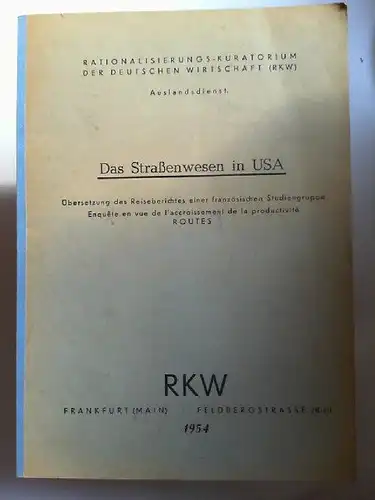 RATIONALISIERUNGS-KURATORIUM
DER DEUTSCHEN WIRTSCHAFT (RKW)
Auslandsdienst
Das Straßenwesen in USA
Übersetzung des Reiseberichtes einer französischen Studiengruppe
Enquête en vue de l'accroissement de la productivité
ROUTES
RKW
FRANKFURT (MAIN) FELDBERGSTRASSE
1954